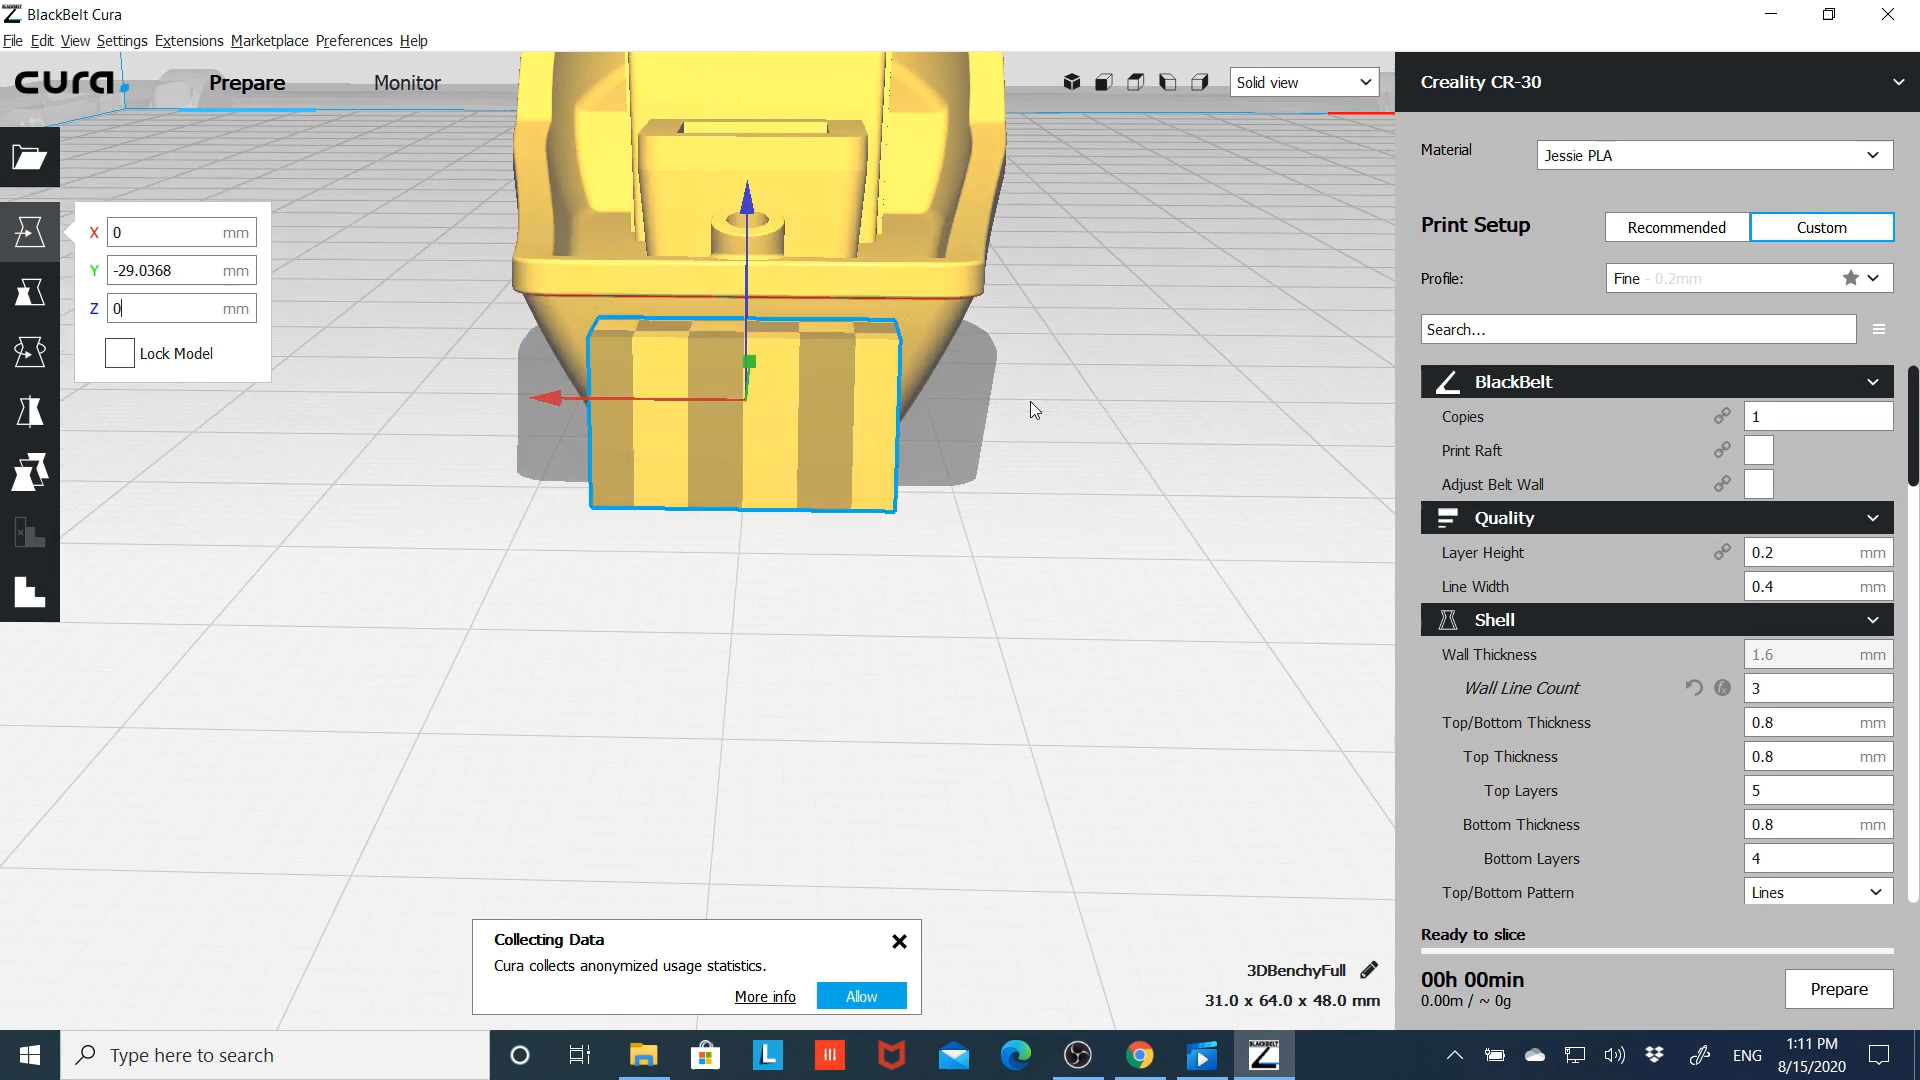 BlackBelt Cura
File Edit View Settings Extensions Marketplace Preferences Help
cura
Prepare
Monitor
Solid view
X 0 mm
Y -29.0368 mm
Z 0 mm
Lock Model
Creality CR-30
Material
Jessie PLA
Print Setup
Recommended
Custom
Profile:
Fine - 0.2mm
Search...
BlackBelt
Copies 1
Print Raft
Adjust Belt Wall
Quality
Layer Height 0.2 mm
Line Width 0.4 mm
Shell
Wall Thickness 1.6 mm
Wall Line Count 3
Top/Bottom Thickness 0.8 mm
Top Thickness 0.8 mm
Top Layers 5
Bottom Thickness 0.8 mm
Bottom Layers 4
Top/Bottom Pattern Lines
Ready to slice
00h 00min
0.00m / ~ 0g
Prepare
Collecting Data
Cura collects anonymized usage statistics.
More info
Allow
3DBenchyFull
31.0 x 64.0 x 48.0 mm
Type here to search
L
BLACKBELT
ENG
1:11 PM
8/15/2020